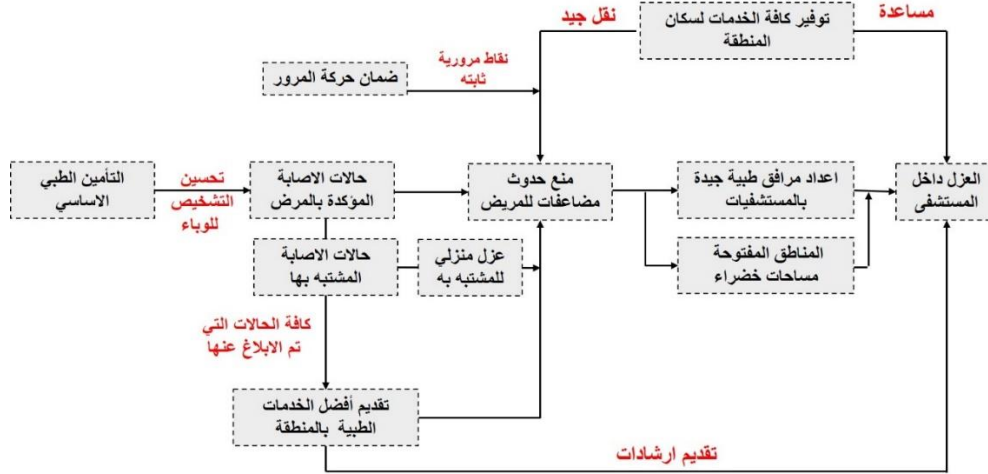 مساعدة
توفير كافة الخدمات لسكان
المنطقة
نقل جيد
نقاط مرورية
ثابته
ضمان حركة المرور
العزل داخل
المستشفى
اعداد مرافق طبية جيدة
بالمستشفيات
منع حدوث
مضاعفات للمريض
حالات الاصابة
المؤكدة بالمرض
تحسين
التشخيص
للوباء
التأمين الطبي
الاساسي
المناطق المفتوحة
مساحات خضراء
عزل منزلي
للمشتبه به
حالات الاصابة
المشتبه بها
كافة الحالات التي
تم الابلاغ عنها
تقديم أفضل الخدمات
الطبية بالمنطقة
تقديم ارشادات